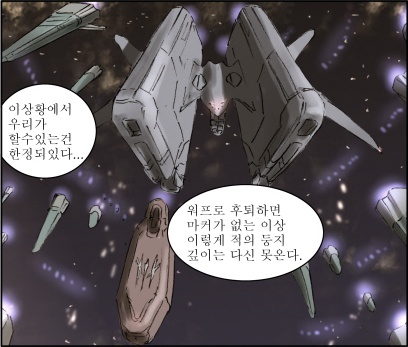 이상황에서
우리가
할수있는건
한정되있다...
워프로 후퇴하면
마커가 없는 이상
이렇게 적의 둥지
깊이는 다신 못온다.